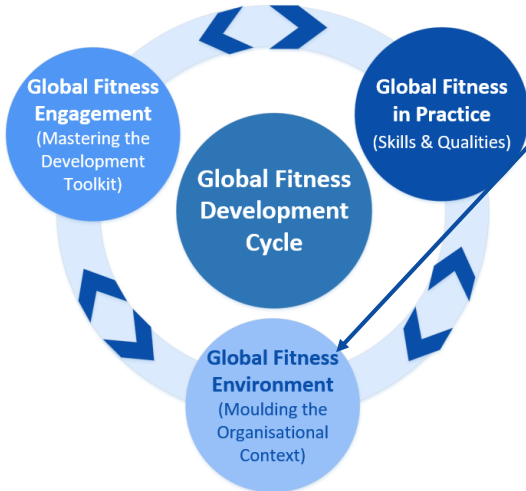 Global Fitness
Engagement
(Mastering the
Development
Toolkit)
Global Fitness
in Practice
(Skills & Qualities)
Global Fitness
Development
Cycle
Global Fitness
Environment
(Moulding the
Organisational
Context)